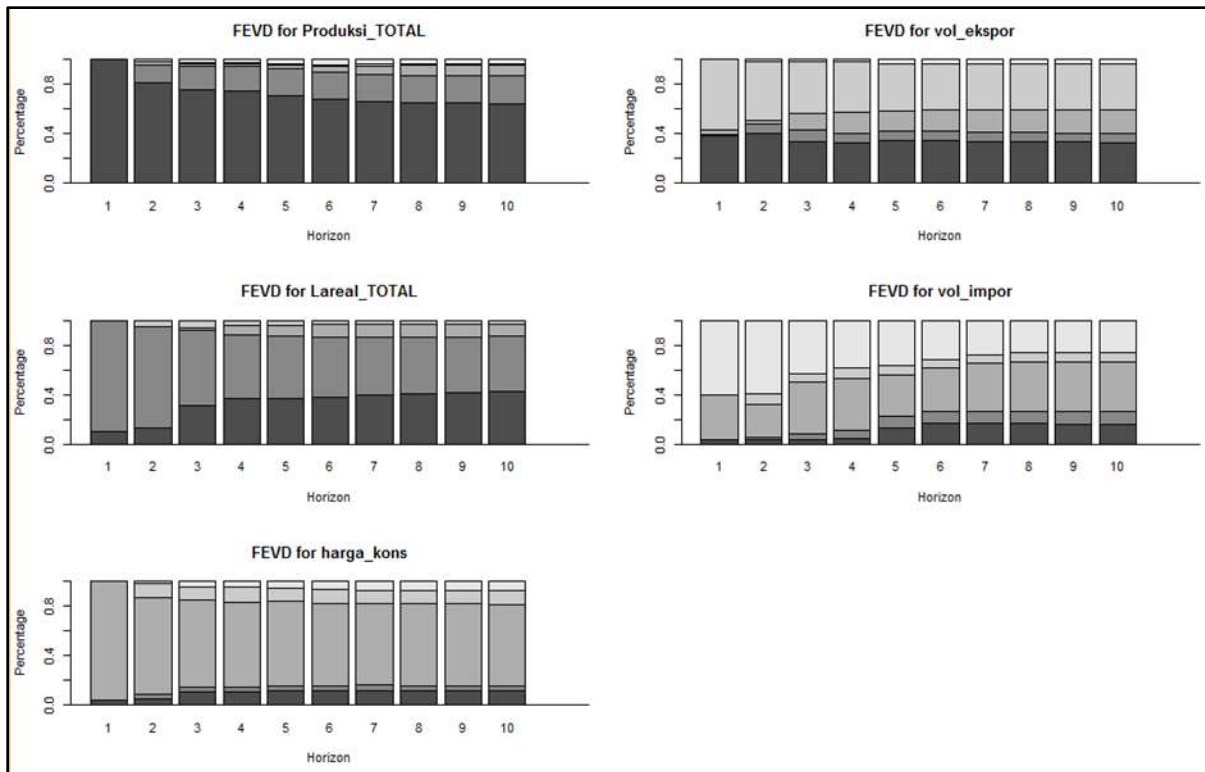 FEVD for Produksi_TOTAL
Percentage
0.0 0.4 0.8
1 2 3 4 5 6 7 8 9 10
Horizon
FEVD for vol_ekspor
Percentage
0.0 0.4 0.8
1 2 3 4 5 6 7 8 9 10
Horizon
FEVD for Lareal_TOTAL
Percentage
0.0 0.4 0.8
1 2 3 4 5 6 7 8 9 10
Horizon
FEVD for vol_impor
Percentage
0.0 0.4 0.8
1 2 3 4 5 6 7 8 9 10
Horizon
FEVD for harga_kons
Percentage
0.0 0.4 0.8
1 2 3 4 5 6 7 8 9 10
Horizon